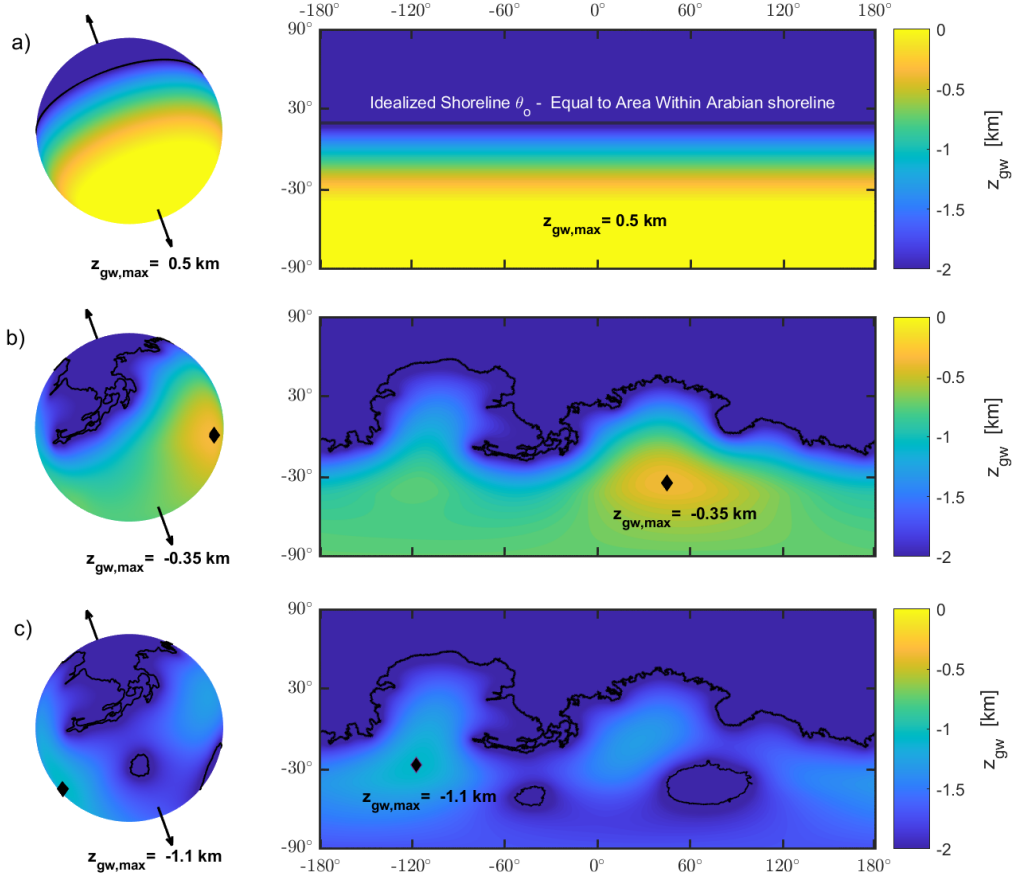 -180° -120° -60° 0° 60° 120° 180°
a)
90°
30°
-30°
-90°
Idealized Shoreline θo - Equal to Area Within Arabian shoreline
zgw,max= 0.5 km
zgw,max= 0.5 km
0
-0.5
-1
-1.5
-2
zgw [km]
b)
90°
30°
-30°
-90°
zgw,max= -0.35 km
zgw,max= -0.35 km
0
-0.5
-1
-1.5
-2
zgw [km]
c)
90°
30°
-30°
-90°
zgw,max= -1.1 km
zgw,max= -1.1 km
0
-0.5
-1
-1.5
-2
zgw [km]
-180° -120° -60° 0° 60° 120° 180°